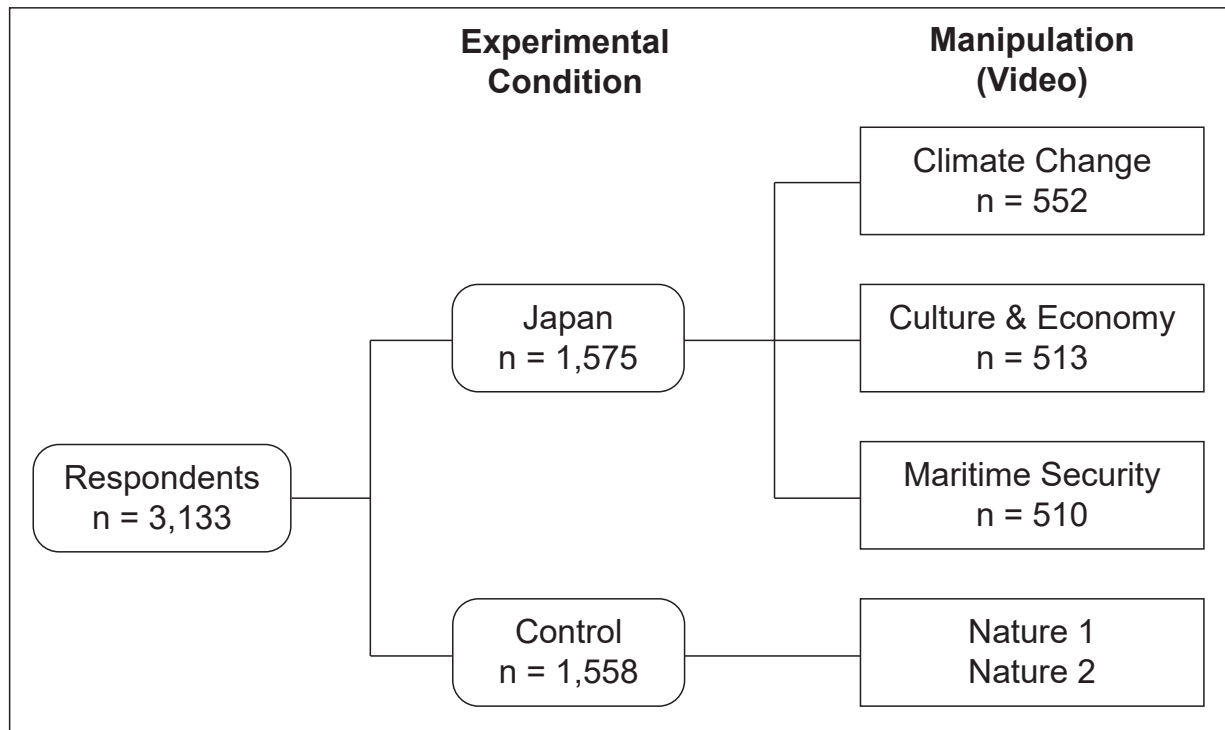 Experimental
Condition
Manipulation
(Video)
Climate Change
n = 552
Japan
n = 1,575
Culture & Economy
n = 513
Respondents
n = 3,133
Maritime Security
n = 510
Control
n = 1,558
Nature 1
Nature 2